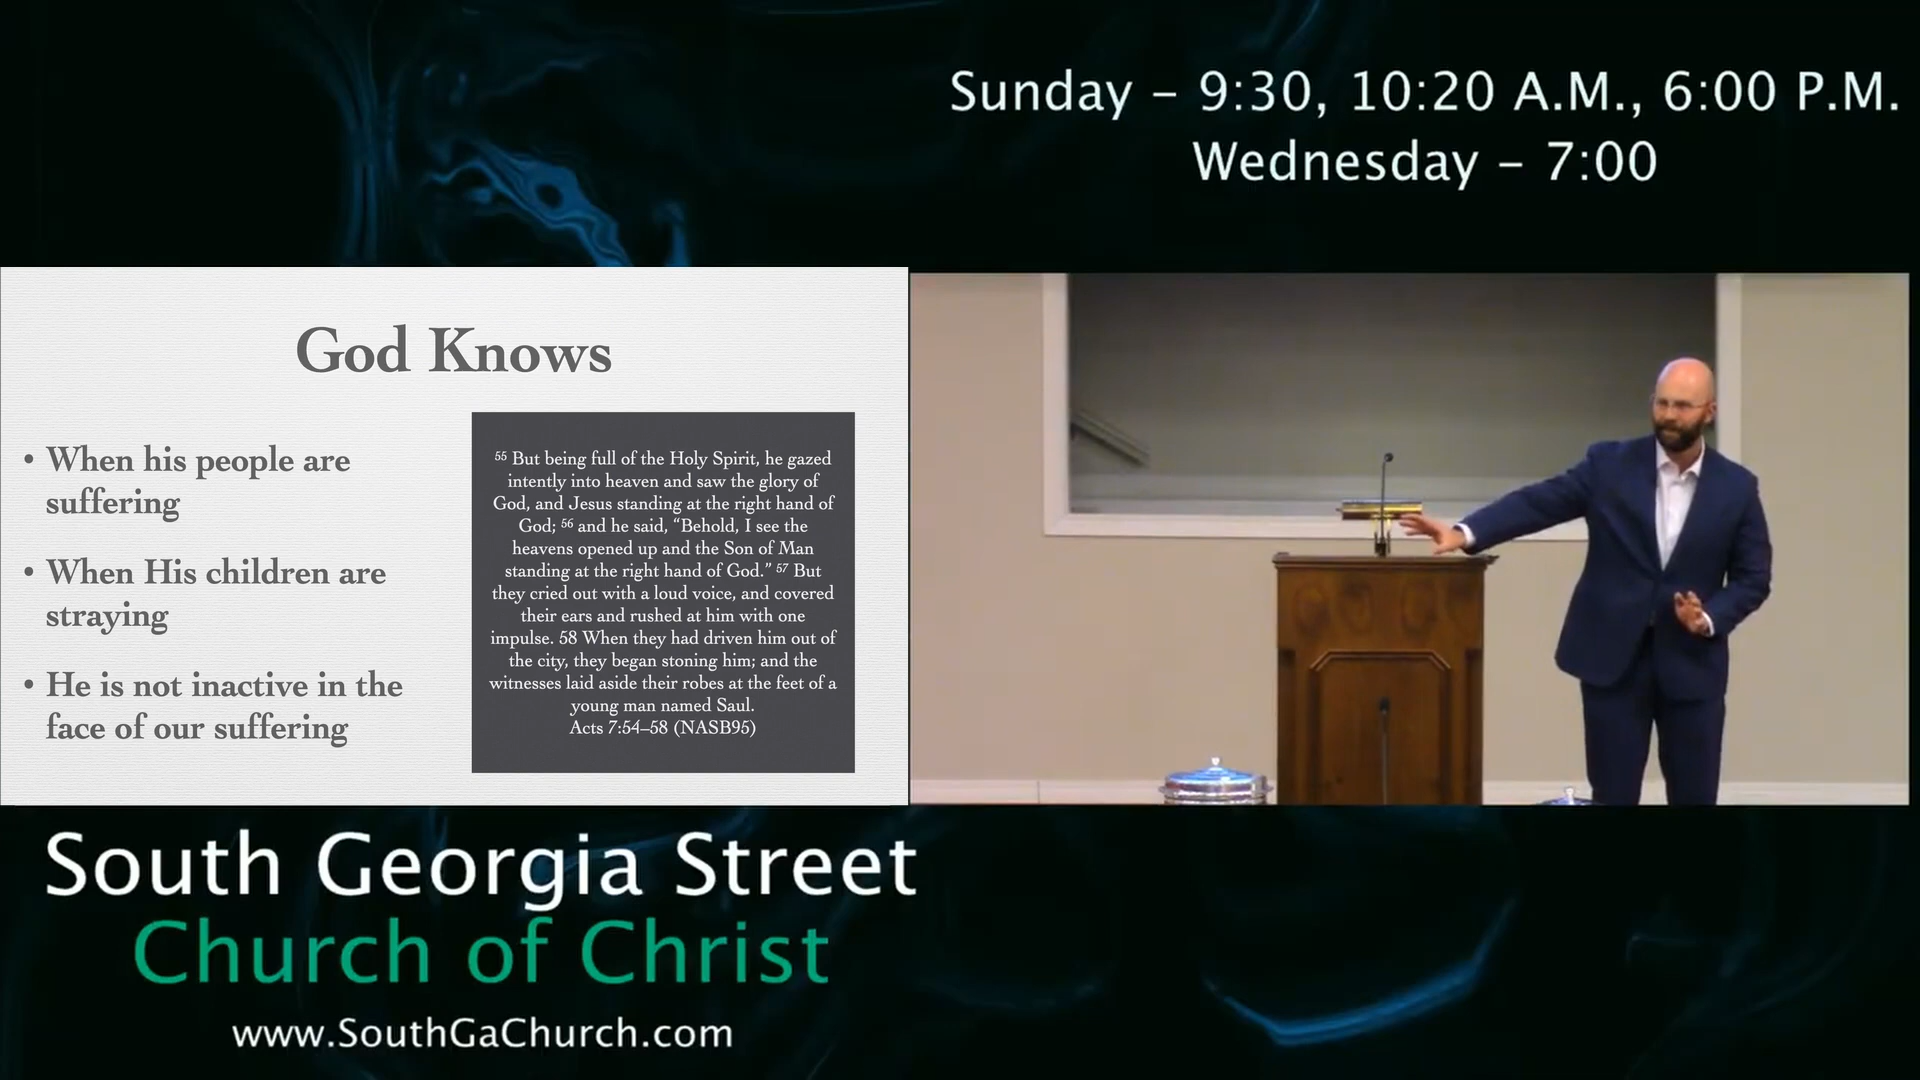 Sunday – 9:30, 10:20 A.M., 6:00 P.M.
Wednesday – 7:00
God Knows
• When his people are
suffering
• When His children are
straying
• He is not inactive in the
face of our suffering
55 But being full of the Holy Spirit, he gazed
intently into heaven and saw the glory of
God, and Jesus standing at the right hand of
God; 56 and he said, “Behold, I see the
heavens opened up and the Son of Man
standing at the right hand of God.” 57 But
they cried out with a loud voice, and covered
their ears and rushed at him with one
impulse. 58 When they had driven him out of
the city, they began stoning him; and the
witnesses laid aside their robes at the feet of a
young man named Saul.
Acts 7:54–58 (NASB95)
South Georgia Street
Church of Christ
www.SouthGaChurch.com